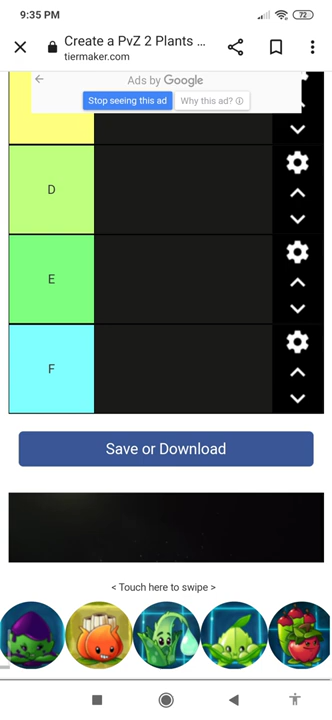 9:35 PM
72
Create a PvZ 2 Plants ...
tiermaker.com
Ads by Google
Stop seeing this ad
Why this ad?
D
E
F
Save or Download
< Touch here to swipe >